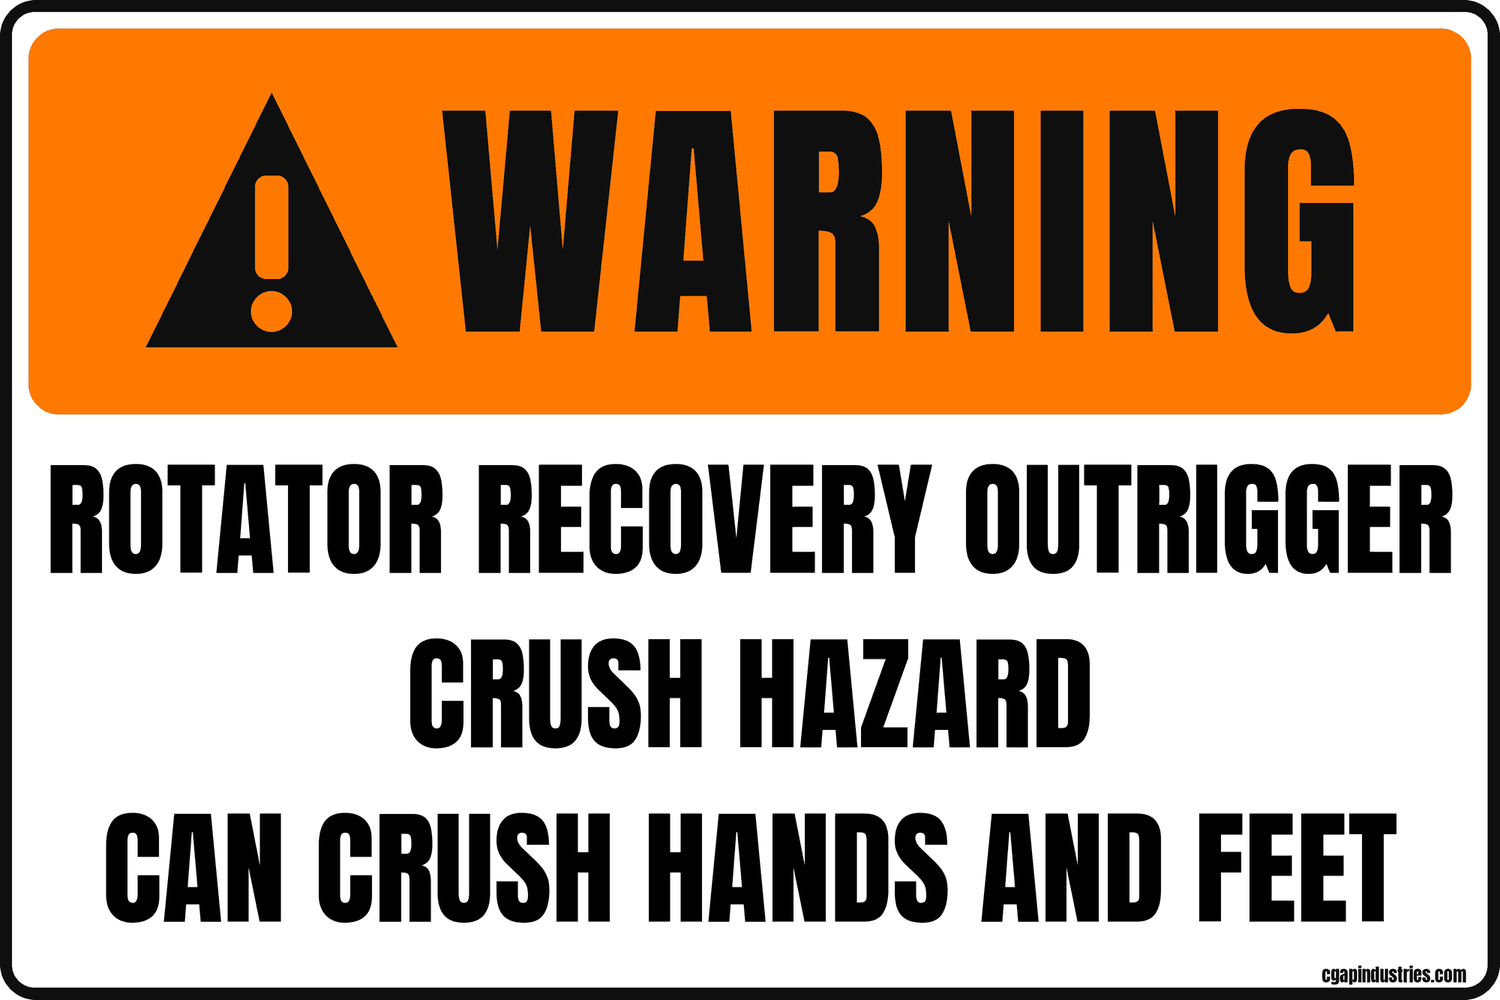 WARNING
ROTATOR RECOVERY OUTRIGGER
CRUSH HAZARD
CAN CRUSH HANDS AND FEET
cgapindustries.com